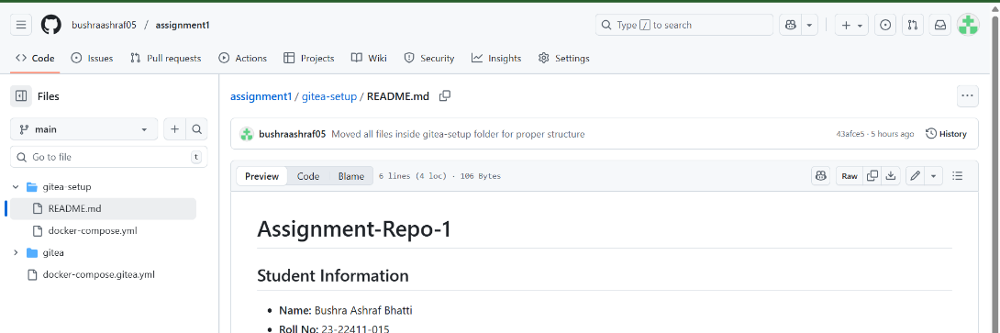 bushraashraf05 / assignment1
Type / to search
Code Issues Pull requests Actions Projects Wiki Security Insights Settings
Files
main
Go to file t
gitea-setup
README.md
docker-compose.yml
gitea
docker-compose.gitea.yml
assignment1 / gitea-setup / README.md
bushraashraf05 Moved all files inside gitea-setup folder for proper structure 43afce5 · 5 hours ago History
Preview Code Blame 6 lines (4 loc) · 106 Bytes Raw
Assignment-Repo-1
Student Information
• Name: Bushra Ashraf Bhatti
• Roll No: 23-22411-015